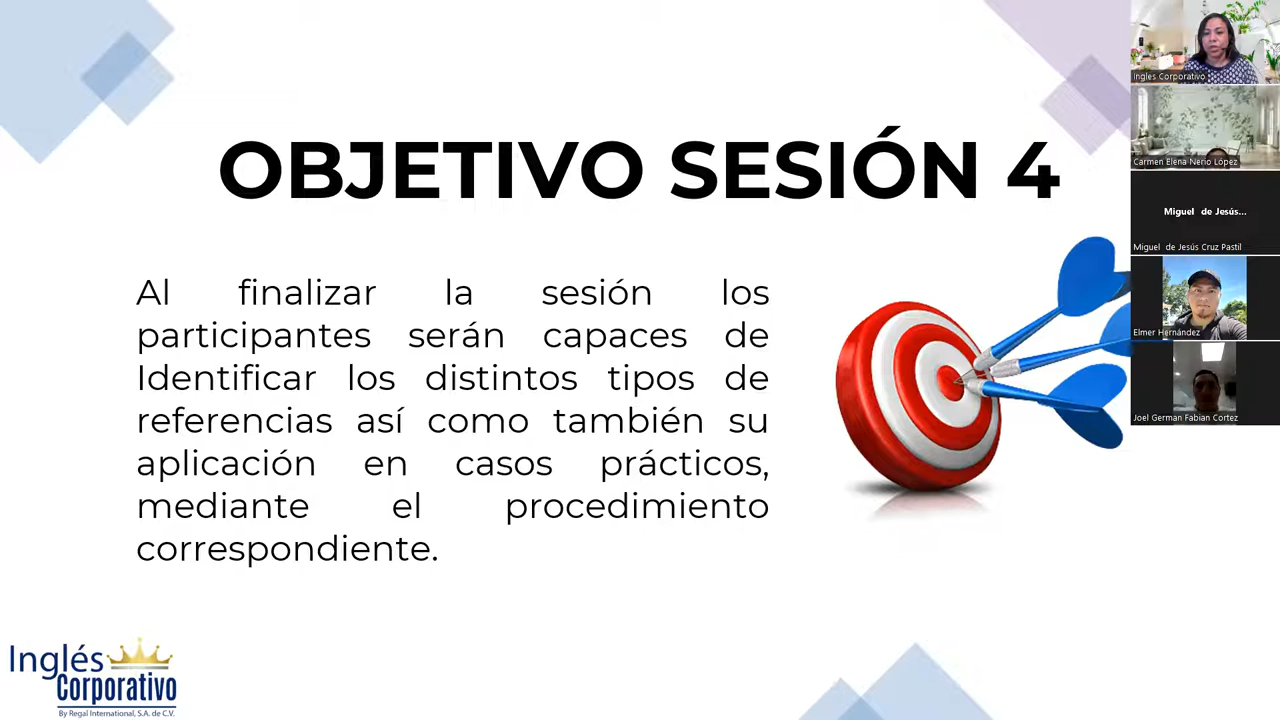 OBJETIVO SESIÓN 4
Al finalizar la sesión los
participantes serán capaces de
Identificar los distintos tipos de
referencias así como también su
aplicación en casos prácticos,
mediante el procedimiento
correspondiente.
Inglés
Corporativo
By Regal International, S.A. de C.V.
Ingles Corporativo
Carmen Elena Nerio López
Miguel de Jesús...
Miguel de Jesús Cruz Pastil
Elmer Hernández
Joel German Fabian Cortez